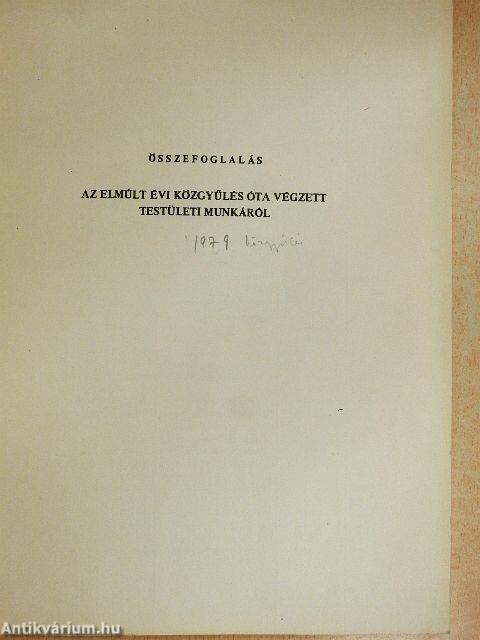 ÖSSZEFOGLALÁS
AZ ELMÚLT ÉVI KÖZGYŰLÉS ÓTA VÉGZETT
TESTÜLETI MUNKÁRÓL
1979 közgyűlés
Antikvárium.hu